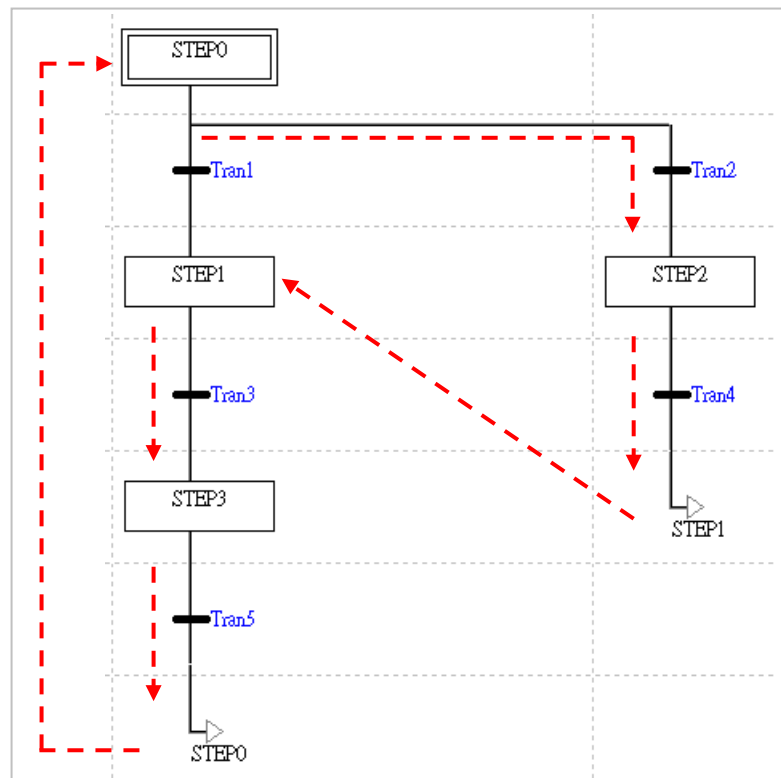 STEP0
Tran1
Tran2
STEP1
STEP2
Tran3
Tran4
STEP3
STEP1
Tran5
STEP0